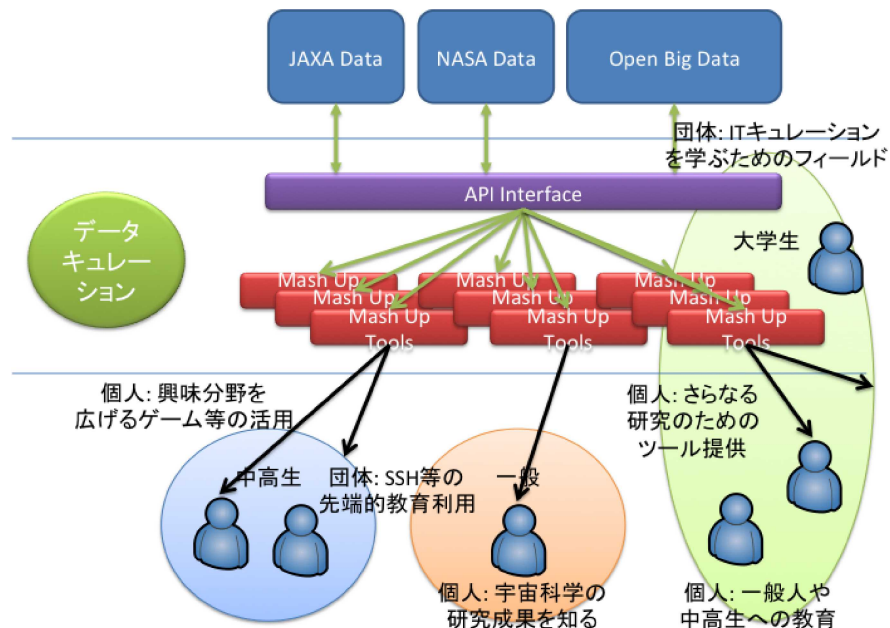 JAXA Data
NASA Data
Open Big Data
団体: ITキュレーション
を学ぶためのフィールド
API Interface
データ
キュレー
ション
大学生
Mash Up
Mash Up
Mash Up
Tools
Mash Up
Mash Up
Mash Up
Tools
Mash Up
Mash Up
Mash Up
Tools
個人: 興味分野を
広げるゲーム等の活用
個人: さらなる
研究のための
ツール提供
中高生
団体: SSH等の
先端的教育利用
一般
個人: 宇宙科学の
研究成果を知る
個人: 一般人や
中高生への教育